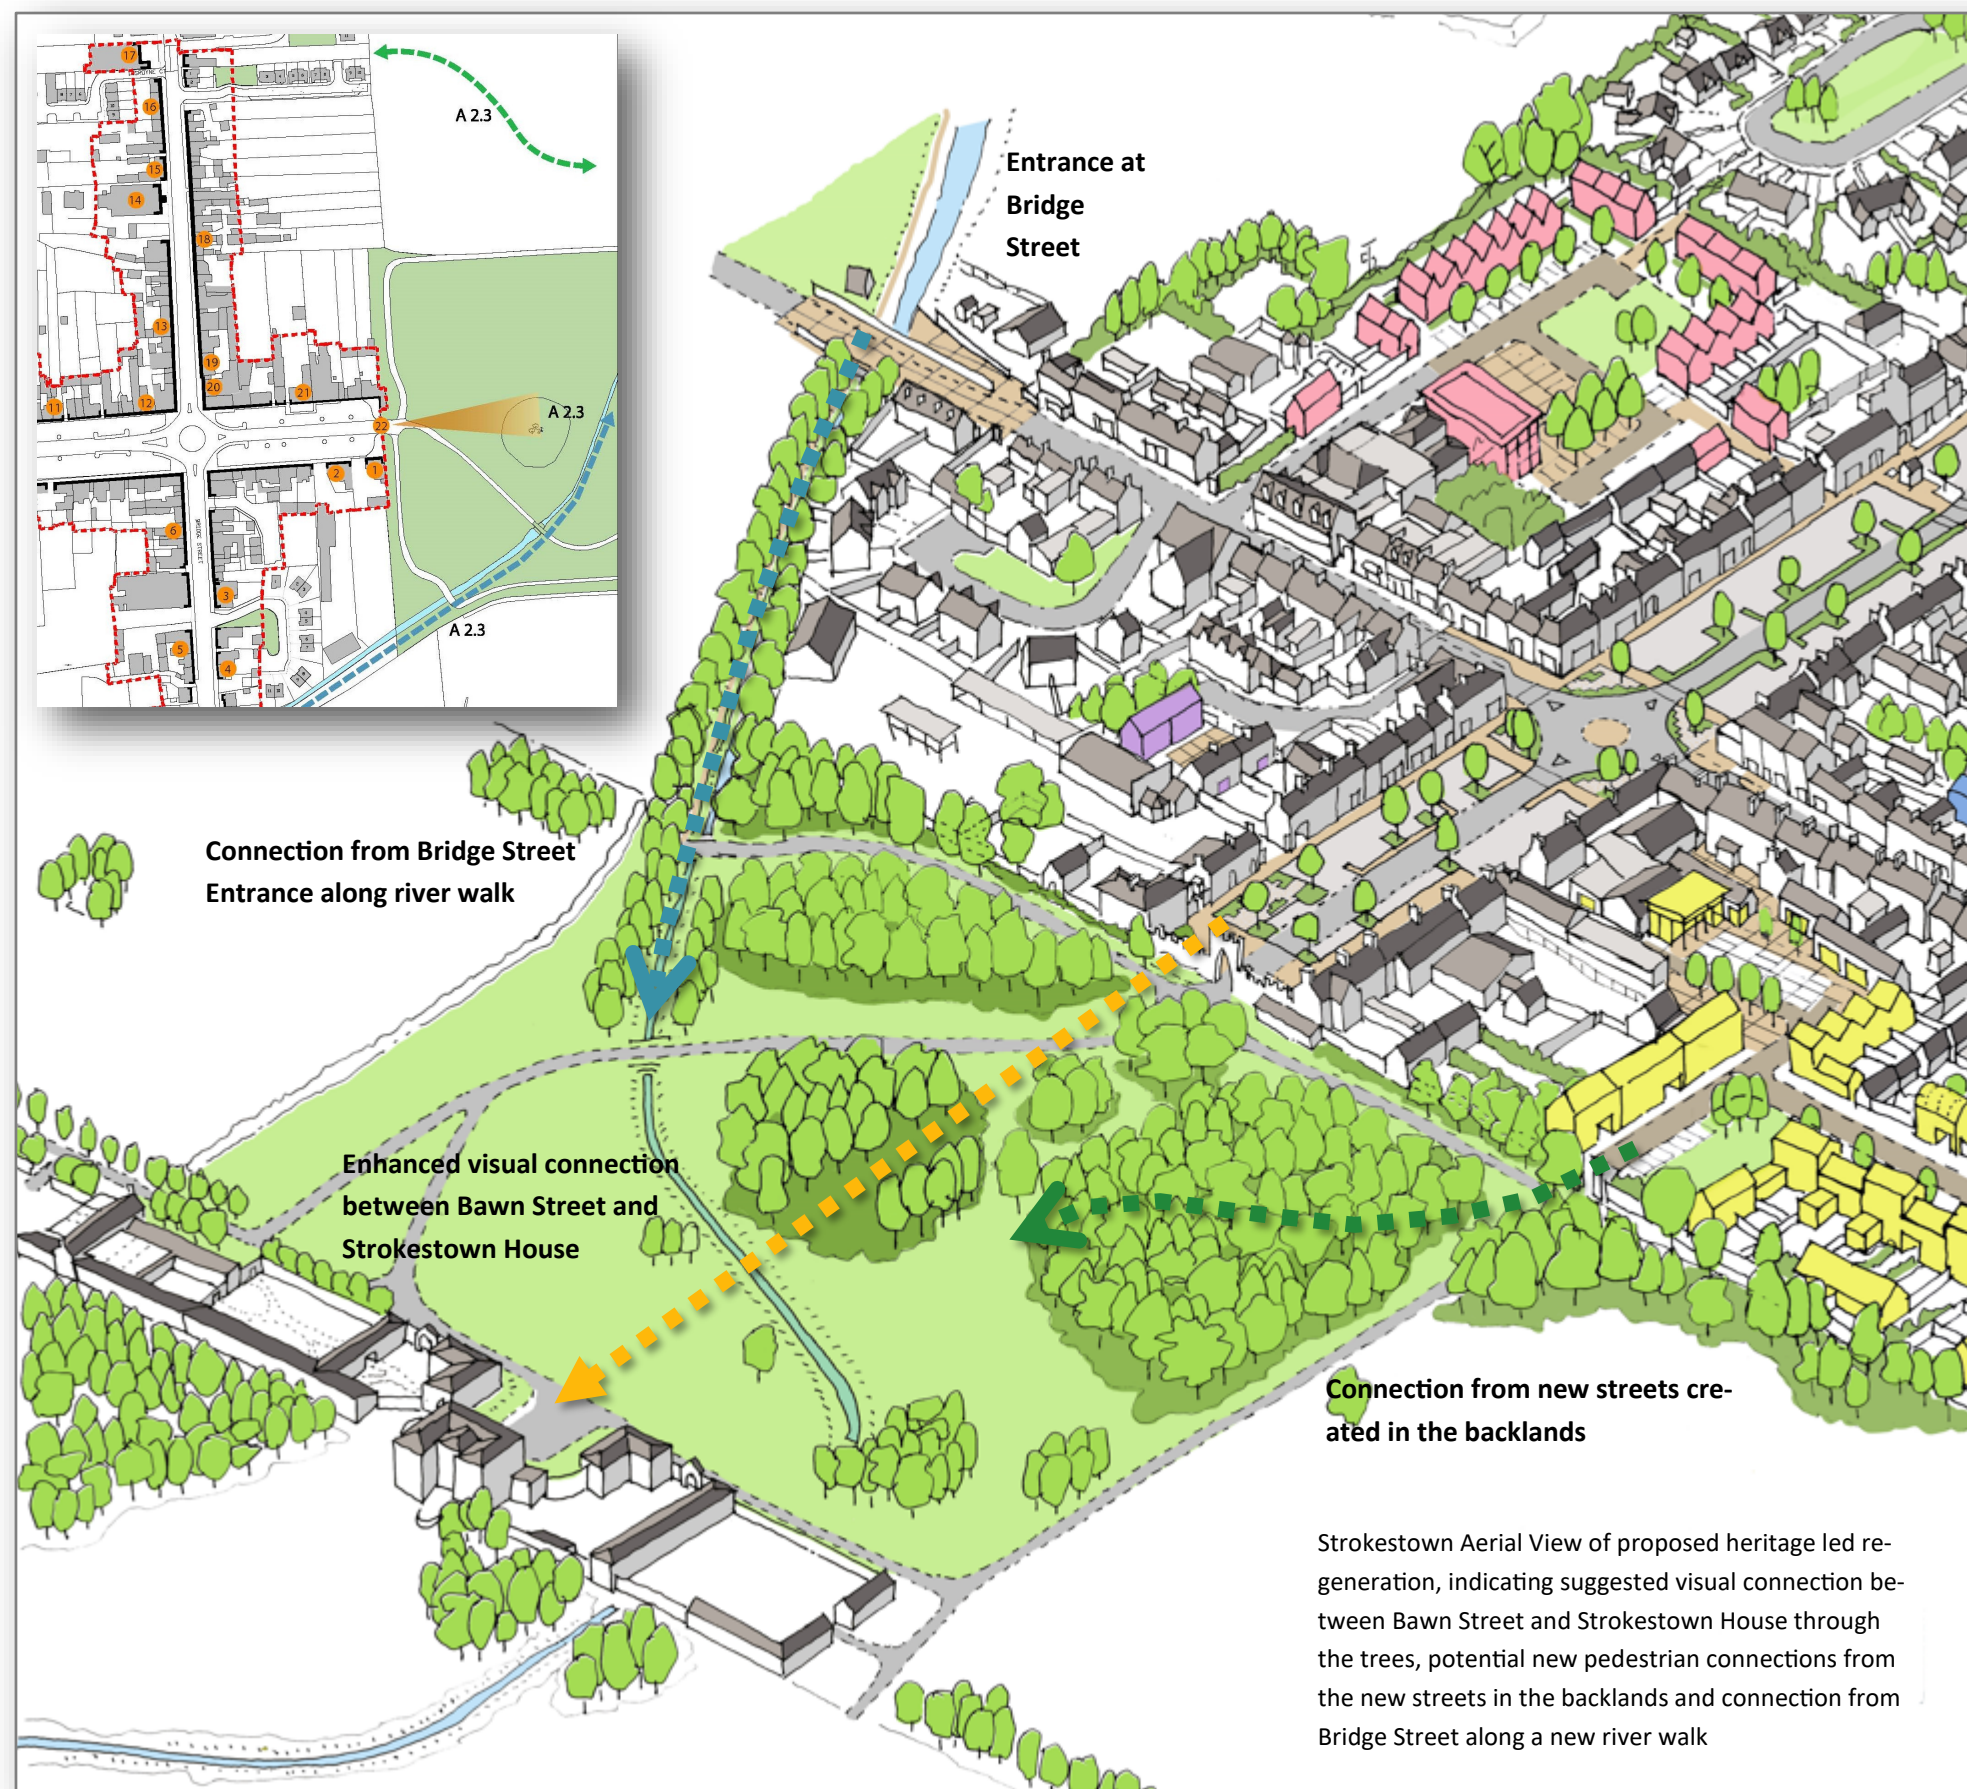 17
16
15
14
18
13
19
20
21
11
12
22
2
1
6
3
5
4
A 2.3
A 2.3
A 2.3
BRIDGE STREET
Entrance at
Bridge
Street
Connection from Bridge Street
Entrance along river walk
Enhanced visual connection
between Bawn Street and
Strokestown House
Connection from new streets cre-
ated in the backlands
Strokestown Aerial View of proposed heritage led re-
generation, indicating suggested visual connection be-
tween Bawn Street and Strokestown House through
the trees, potential new pedestrian connections from
the new streets in the backlands and connection from
Bridge Street along a new river walk